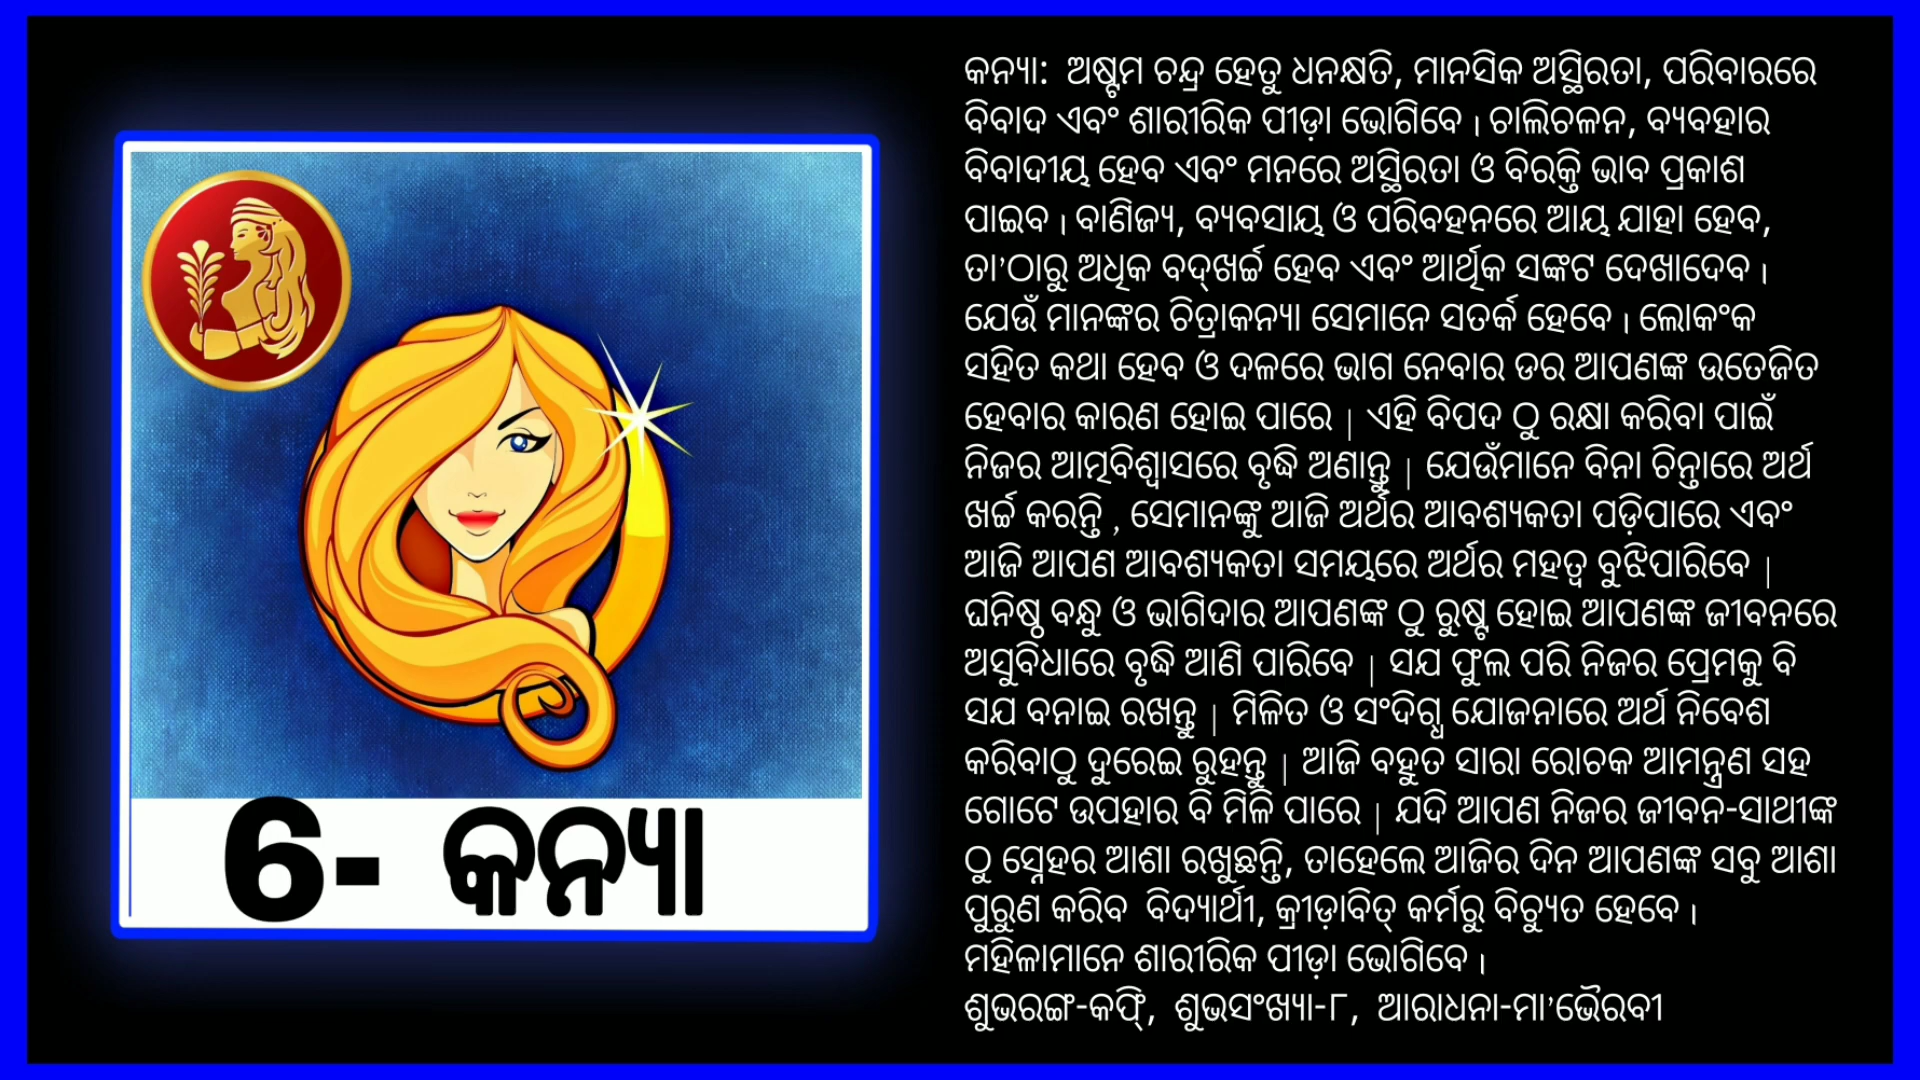 6- କନ୍ୟା
କନ୍ୟା: ଅଷ୍ଟମ ଚନ୍ଦ୍ର ହେତୁ ଧନକ୍ଷତି, ମାନସିକ ଅସ୍ଥିରତା, ପରିବାରରେ
ବିବାଦ ଏବଂ ଶାରୀରିକ ପୀଡ଼ା ଭୋଗିବେ । ଚାଲିଚଳନ, ବ୍ୟବହାର
ବିବାଦୀୟ ହେବ ଏବଂ ମନରେ ଅସ୍ଥିରତା ଓ ବିରକ୍ତି ଭାବ ପ୍ରକାଶ
ପାଇବ । ବାଣିଜ୍ୟ, ବ୍ୟବସାୟ ଓ ପରିବହନରେ ଆୟ ଯାହା ହେବ,
ତା'ଠାରୁ ଅଧିକ ବଦ୍‌ଖର୍ଚ୍ଚ ହେବ ଏବଂ ଆର୍ଥିକ ସଙ୍କଟ ଦେଖାଦେବ ।
ଯେଉଁ ମାନଙ୍କର ଚିତ୍ରାକନ୍ୟା ସେମାନେ ସତର୍କ ହେବେ । ଲୋକଂକ
ସହିତ କଥା ହେବ ଓ ଦଳରେ ଭାଗ ନେବାର ଡର ଆପଣଙ୍କ ଉତେଜିତ
ହେବାର କାରଣ ହୋଇ ପାରେ | ଏହି ବିପଦ ଠୁ ରକ୍ଷା କରିବା ପାଇଁ
ନିଜର ଆତ୍ମବିଶ୍ୱାସରେ ବୃଦ୍ଧି ଅଣାନ୍ତୁ | ଯେଉଁମାନେ ବିନା ଚିନ୍ତାରେ ଅର୍ଥ
ଖର୍ଚ୍ଚ କରନ୍ତି , ସେମାନଙ୍କୁ ଆଜି ଅର୍ଥର ଆବଶ୍ୟକତା ପଡ଼ିପାରେ ଏବଂ
ଆଜି ଆପଣ ଆବଶ୍ୟକତା ସମୟରେ ଅର୍ଥର ମହତ୍ୱ ବୁଝିପାରିବେ |
ଘନିଷ୍ଠ ବନ୍ଧୁ ଓ ଭାଗିଦାର ଆପଣଙ୍କ ଠୁ ରୁଷ୍ଟ ହୋଇ ଆପଣଙ୍କ ଜୀବନରେ
ଅସୁବିଧାରେ ବୃଦ୍ଧି ଆଣି ପାରିବେ | ସଯ ଫୁଲ ପରି ନିଜର ପ୍ରେମକୁ ବି
ସଯ ବନାଇ ରଖନ୍ତୁ | ମିଳିତ ଓ ସଂଦିଗ୍ଧ ଯୋଜନାରେ ଅର୍ଥ ନିବେଶ
କରିବାଠୁ ଦୁରେଇ ରୁହନ୍ତୁ | ଆଜି ବହୁତ ସାରା ରୋଚକ ଆମନ୍ତ୍ରଣ ସହ
ଗୋଟେ ଉପହାର ବି ମିଳି ପାରେ | ଯଦି ଆପଣ ନିଜର ଜୀବନ-ସାଥୀଙ୍କ
ଠୁ ସ୍ନେହର ଆଶା ରଖୁଛନ୍ତି, ତାହେଲେ ଆଜିର ଦିନ ଆପଣଙ୍କ ସବୁ ଆଶା
ପୁରୁଣ କରିବ ବିଦ୍ୟାର୍ଥୀ, କ୍ରୀଡ଼ାବିତ୍ କର୍ମରୁ ବିଚ୍ୟୁତ ହେବେ ।
ମହିଳାମାନେ ଶାରୀରିକ ପୀଡ଼ା ଭୋଗିବେ ।
ଶୁଭରଙ୍ଗ-କଫି୍, ଶୁଭସଂଖ୍ୟା-୮, ଆରାଧନା-ମା'ଭୈରବୀ